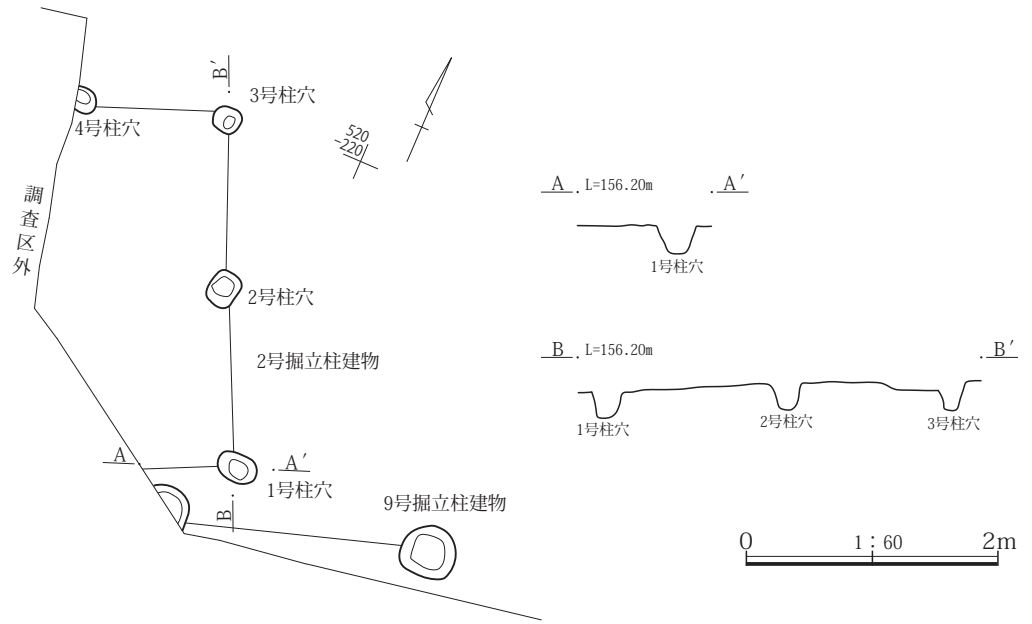 B′
3号柱穴
4号柱穴
520
-220
調査区外
2号柱穴
2号掘立柱建物
A
A′
1号柱穴
B
9号掘立柱建物
A L=156.20m A′
1号柱穴
B L=156.20m B′
1号柱穴 2号柱穴 3号柱穴
0 1：60 2m